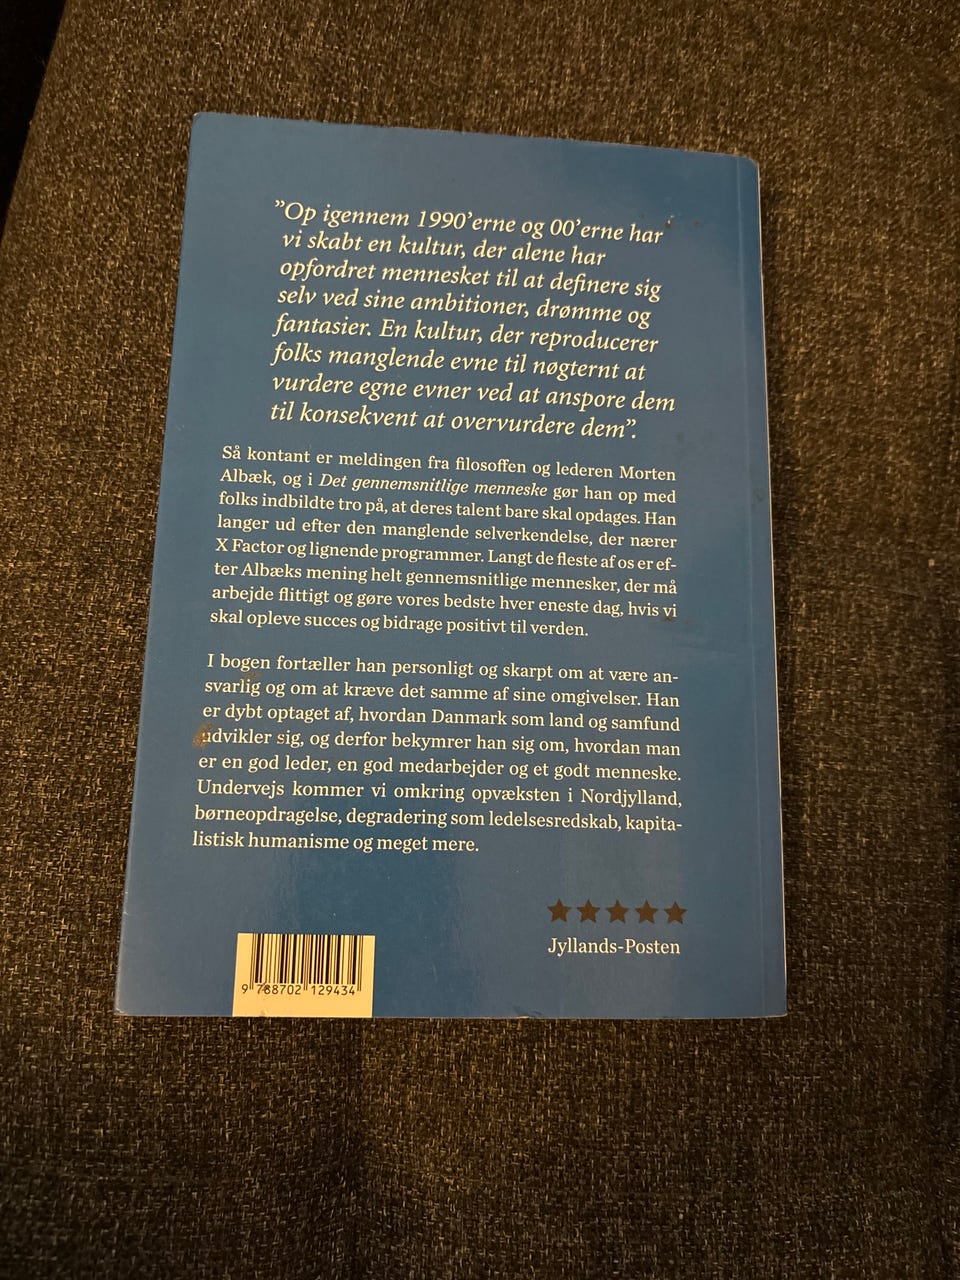 ”Op igennem 1990’erne og 00’erne har
vi skabt en kultur, der alene har
opfordret mennesket til at definere sig
selv ved sine ambitioner, drømme og
fantasier. En kultur, der reproducerer
folks manglende evne til nøgternt at
vurdere egne evner ved at anspore dem
til konsekvent at overvurdere dem”.
Så kontant er meldingen fra filosoffen og lederen Morten
Albæk, og i Det gennemsnitlige menneske gør han op med
folks indbildte tro på, at deres talent bare skal opdages. Han
langer ud efter den manglende selverkendelse, der nærer
X Factor og lignende programmer. Langt de fleste af os er ef-
ter Albæks mening helt gennemsnitlige mennesker, der må
arbejde flittigt og gøre vores bedste hver eneste dag, hvis vi
skal opleve succes og bidrage positivt til verden.
I bogen fortæller han personligt og skarpt om at være an-
svarlig og om at kræve det samme af sine omgivelser. Han
er dybt optaget af, hvordan Danmark som land og samfund
udvikler sig, og derfor bekymrer han sig om, hvordan man
er en god leder, en god medarbejder og et godt menneske.
Undervejs kommer vi omkring opvæksten i Nordjylland,
børneopdragelse, degradering som ledelsesredskab, kapita-
listisk humanisme og meget mere.
★★★★★
Jyllands-Posten
9 788702 129434